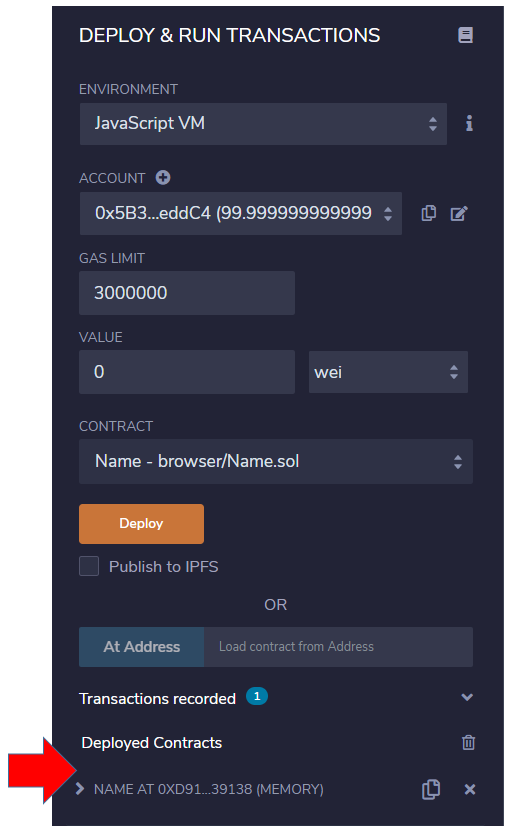 DEPLOY & RUN TRANSACTIONS
ENVIRONMENT
JavaScript VM
ACCOUNT
0x5B3...eddC4 (99.999999999999
GAS LIMIT
3000000
VALUE
0 wei
CONTRACT
Name - browser/Name.sol
Deploy
Publish to IPFS
OR
At Address Load contract from Address
Transactions recorded 1
Deployed Contracts
NAME AT 0XD91...39138 (MEMORY)